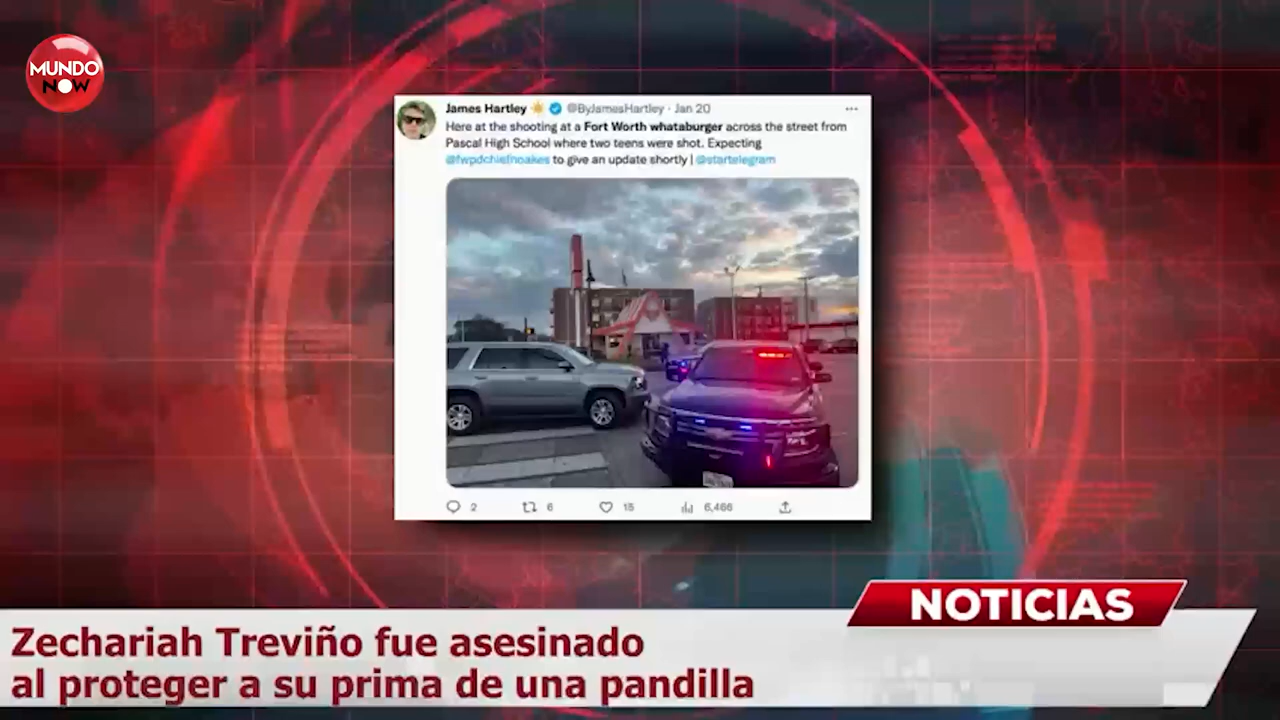 MUNDO
NOW
James Hartley @ByJamesHartley · Jan 20
Here at the shooting at a Fort Worth whataburger across the street from
Pascal High School where two teens were shot. Expecting
@fwpdchiefnoakes to give an update shortly | @startelegram
2 6 15 6,466
NOTICIAS
Zechariah Treviño fue asesinado
al proteger a su prima de una pandilla